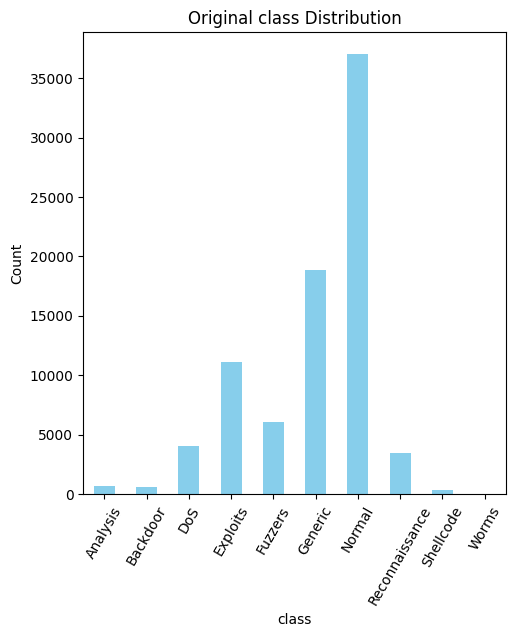 Original class Distribution
Count
35000
30000
25000
20000
15000
10000
5000
0
Analysis
Backdoor
DoS
Exploits
Fuzzers
Generic
Normal
Reconnaissance
Shellcode
Worms
class